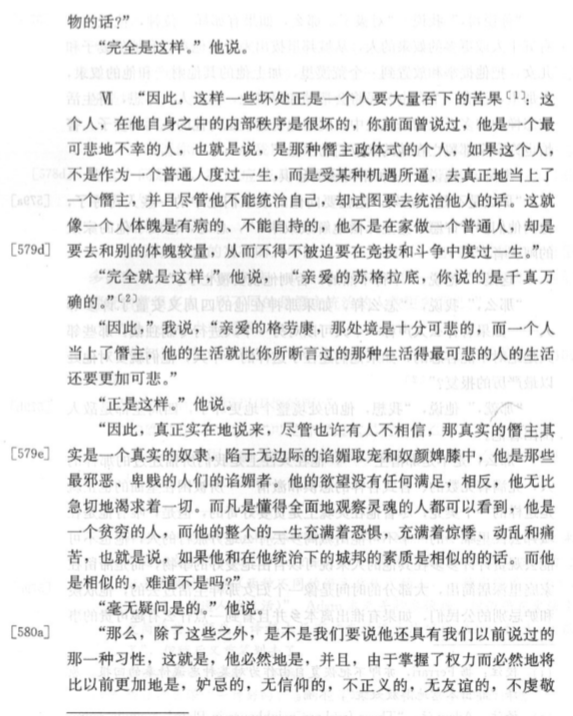 物的话?”
“完全是这样。”他说。
M “因此,这样一些坏处正是一个人要大量吞下的苦果〔1〕:这
个人,在他自身之中的内部秩序是很坏的,你前面曾说过,他是一个最
可悲地不幸的人,也就是说,是那种僭主政体式的个人,如果这个人,
不是作为一个普通人度过一生,而是受某种机遇所逼,去真正地当上了
一个僭主,并且尽管他不能统治自己,却试图要去统治他人的话,这就
像一个人体魄是有病的、不能自持的,他不是在家做一个普通人,却是
[579d] 要去和别的体魄较量,从而不得不被迫要在竞技和斗争中度过一生。”
“完全就是这样,”他说,“亲爱的苏格拉底,你说的是千真万
确的。”〔2〕
“因此,”我说,“亲爱的格劳康,那处境是十分可悲的,而一个人
当上了僭主,他的生活就比你所断言过的那种生活得最可悲的人的生活
还要更加可悲。”
“正是这样。”他说。
“因此,真正实在地说来,尽管也许有人不相信,那真实的僭主其
[579e] 实是一个真实的奴隶,陷于无边际的谄媚取宠和奴颜婢膝中,他是那些
最邪恶、卑贱的人们的谄媚者,他的欲望没有任何满足,相反,他无比
急切地渴求着一切,而凡是懂得全面地观察灵魂的人都可以看到,他是
一个贫穷的人,而他的整个的一生充满着恐惧,充满着惊悸、动乱和痛
苦,也就是说,如果他和在他统治下的城邦的素质是相似的的话。而他
是相似的,难道不是吗?”
“毫无疑问是的。”他说。
[580a] “那么,除了这些之外,是不是我们要说他还具有我们以前说过的
那一种习性,这就是,他必然地是,并且,由于掌握了权力而必然地将
比以前更加地是,妒忌的,无信仰的,不正义的,无友谊的,不虔敬